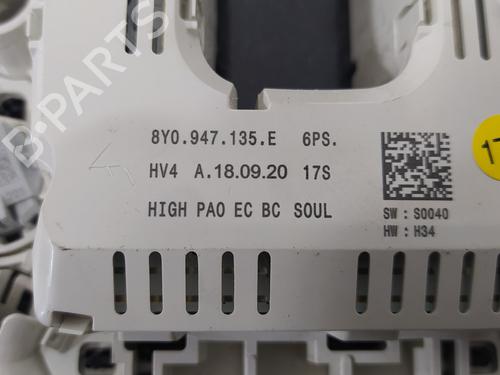 8Y0.947.135.E 6PS.
HV4 A.18.09.20 17S
HIGH PAO EC BC SOUL
SW : S0040
HW : H34
B-PARTS